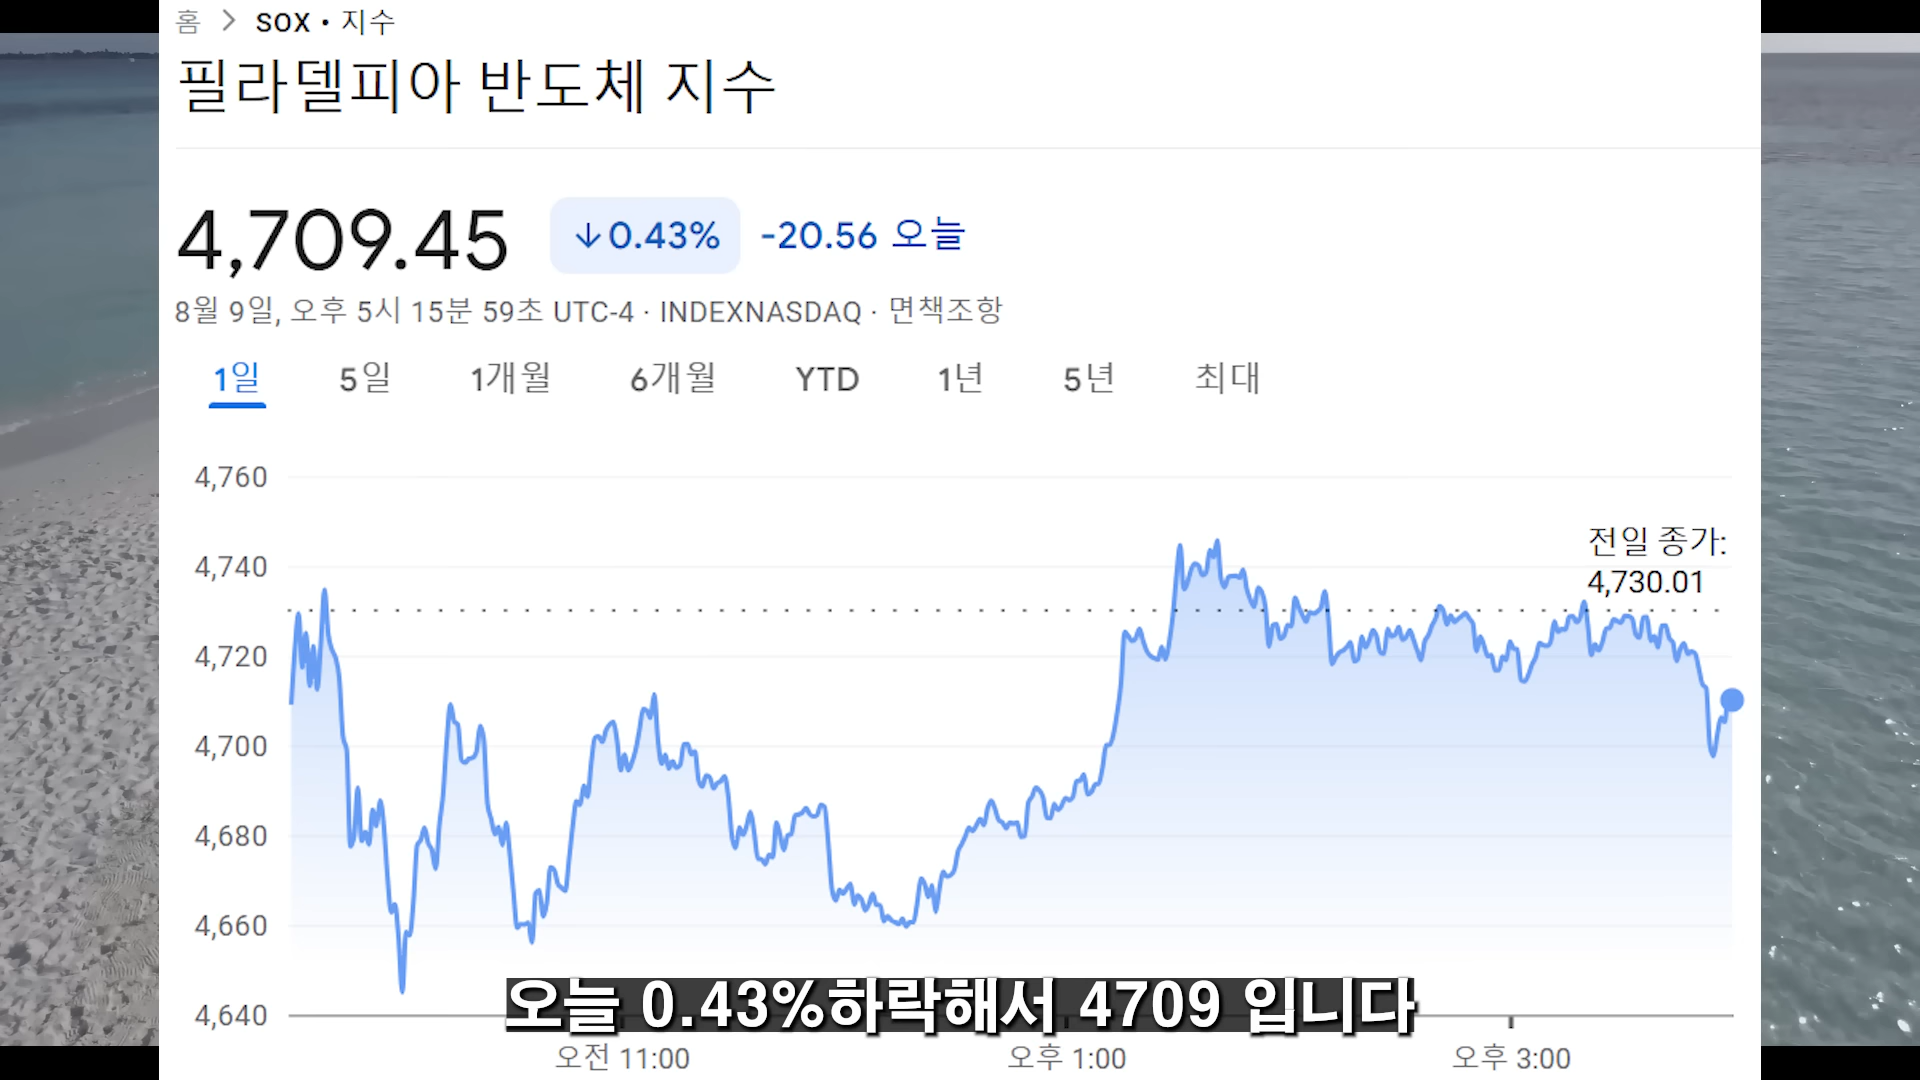 홈 > SOX • 지수
필라델피아 반도체 지수
4,709.45 ↓0.43% -20.56 오늘
8월 9일, 오후 5시 15분 59초 UTC-4 · INDEXNASDAQ · 면책조항
1일 5일 1개월 6개월 YTD 1년 5년 최대
4,760
전일 종가:
4,740
4,730.01
4,720
4,700
4,680
4,660
4,640
오늘 0.43%하락해서 4709 입니다
오전 11:00 오후 1:00 오후 3:00